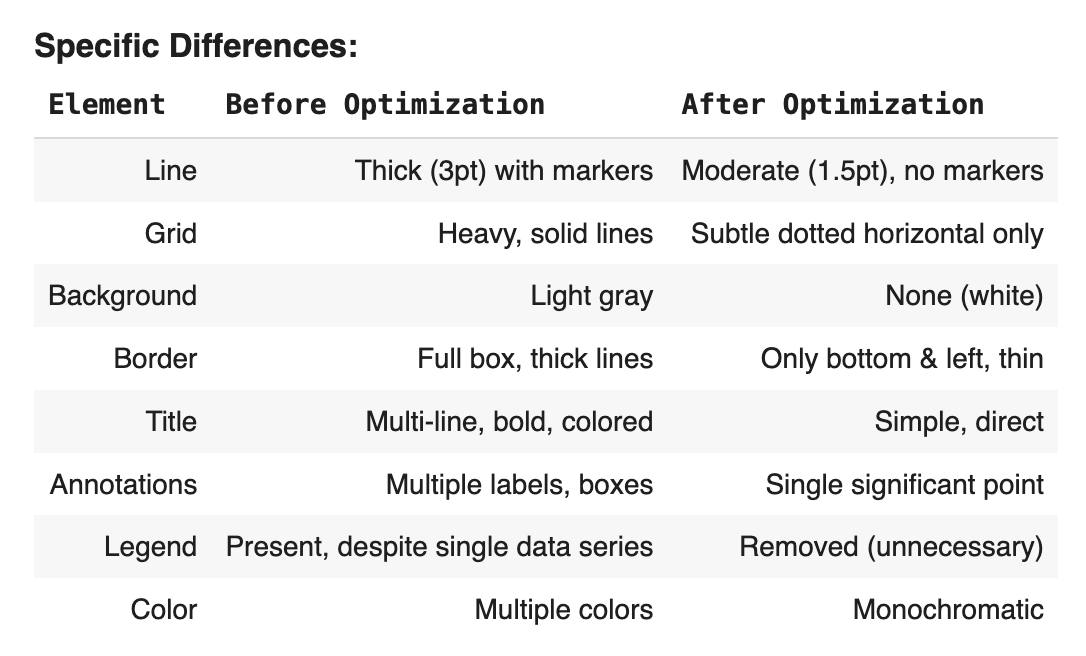 Specific Differences:
Element Before Optimization After Optimization
Line Thick (3pt) with markers Moderate (1.5pt), no markers
Grid Heavy, solid lines Subtle dotted horizontal only
Background Light gray None (white)
Border Full box, thick lines Only bottom & left, thin
Title Multi-line, bold, colored Simple, direct
Annotations Multiple labels, boxes Single significant point
Legend Present, despite single data series Removed (unnecessary)
Color Multiple colors Monochromatic